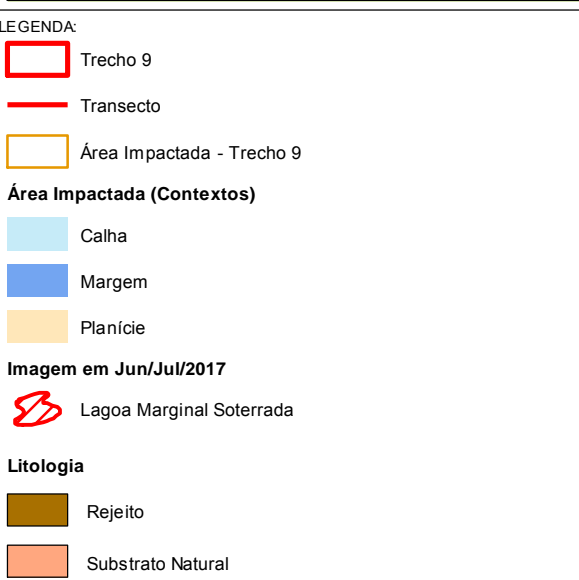 LEGENDA:
Trecho 9
Transecto
Área Impactada - Trecho 9
Área Impactada (Contextos)
Calha
Margem
Planície
Imagem em Jun/Jul/2017
Lagoa Marginal Soterrada
Litologia
Rejeito
Substrato Natural